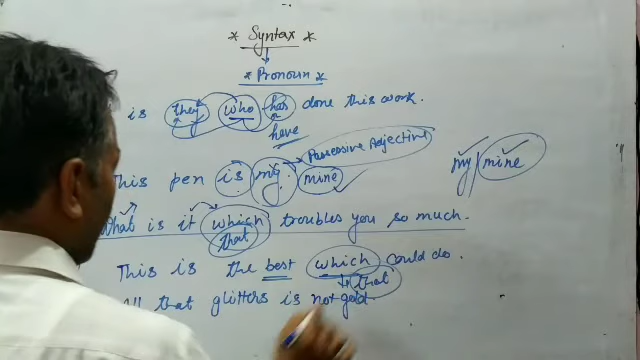 * Syntax *
* Pronoun *
is they who has done this work.
have
Possessive Adjective
This pen is my. mine
my/mine
What is it which troubles you so much.
that
This is the best which could do.
that
All that glitters is not gold.